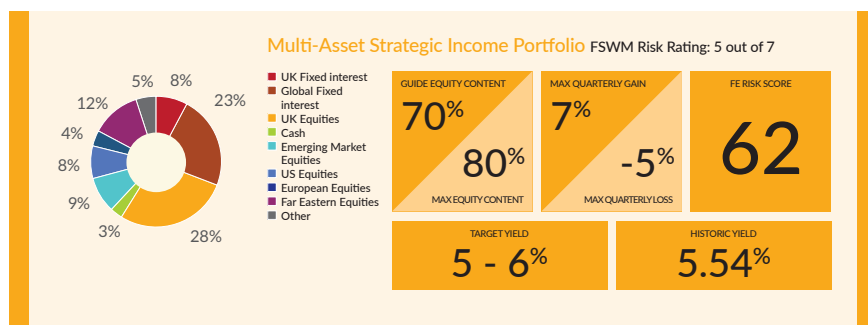 Multi-Asset Strategic Income Portfolio FSWM Risk Rating: 5 out of 7
5%
8%
23%
12%
4%
8%
9%
3%
28%
UK Fixed interest
Global Fixed
interest
UK Equities
Cash
Emerging Market
Equities
US Equities
European Equities
Far Eastern Equities
Other
GUIDE EQUITY CONTENT
70%
80%
MAX EQUITY CONTENT
MAX QUARTERLY GAIN
7%
-5%
MAX QUARTERLY LOSS
FE RISK SCORE
62
TARGET YIELD
5 - 6%
HISTORIC YIELD
5.54%